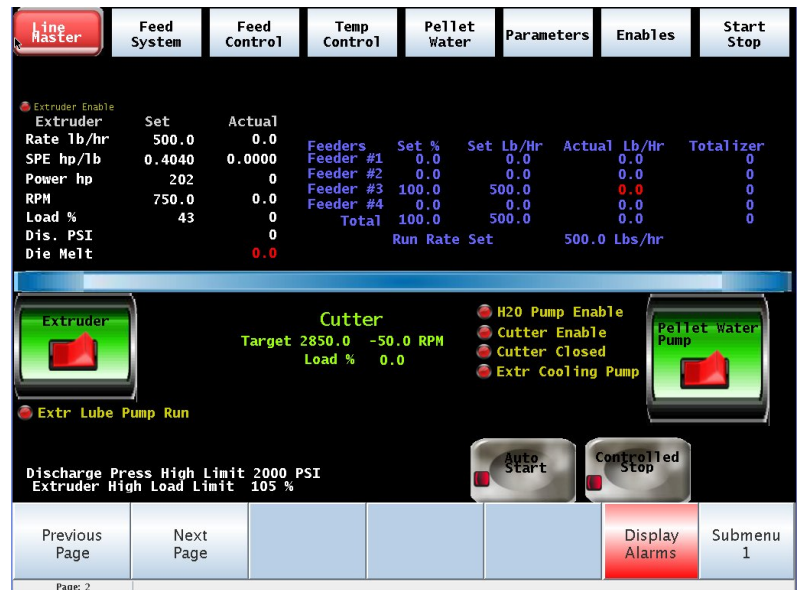 Line Master
Feed System
Feed Control
Temp Control
Pellet Water
Parameters
Enables
Start Stop
Extruder Enable
Extruder Set Actual
Rate lb/hr 500.0 0.0
SPE hp/lb 0.4040 0.0000
Power hp 202 0
RPM 750.0 0.0
Load % 43 0
Dis. PSI 0
Die Melt 0.0
Feeders Set % Set Lb/Hr Actual Lb/Hr Totalizer
Feeder #1 0.0 0.0 0.0 0
Feeder #2 0.0 0.0 0.0 0
Feeder #3 100.0 500.0 0.0 0
Feeder #4 0.0 0.0 0.0 0
Total 100.0 500.0 0.0 0
Run Rate Set 500.0 Lbs/hr
Extruder
Extr Lube Pump Run
Cutter
Target 2850.0 -50.0 RPM
Load % 0.0
H2O Pump Enable
Cutter Enable
Cutter Closed
Extr Cooling Pump
Pellet Water
Pump
Discharge Press High Limit 2000 PSI
Extruder High Load Limit 105 %
Auto
Start
Controlled
Stop
Previous
Page
Next
Page
Display
Alarms
Submenu
1
Page: 2